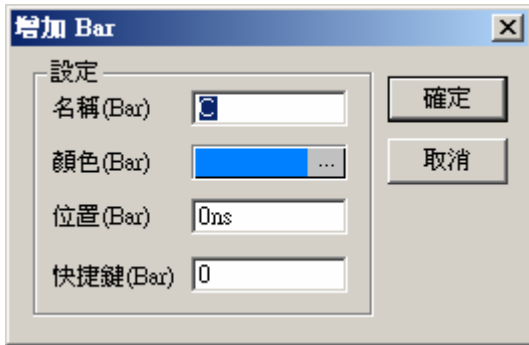 增加 Bar
設定
名稱(Bar)
C
確定
顏色(Bar)
...
取消
位置(Bar)
0ns
快捷鍵(Bar)
0